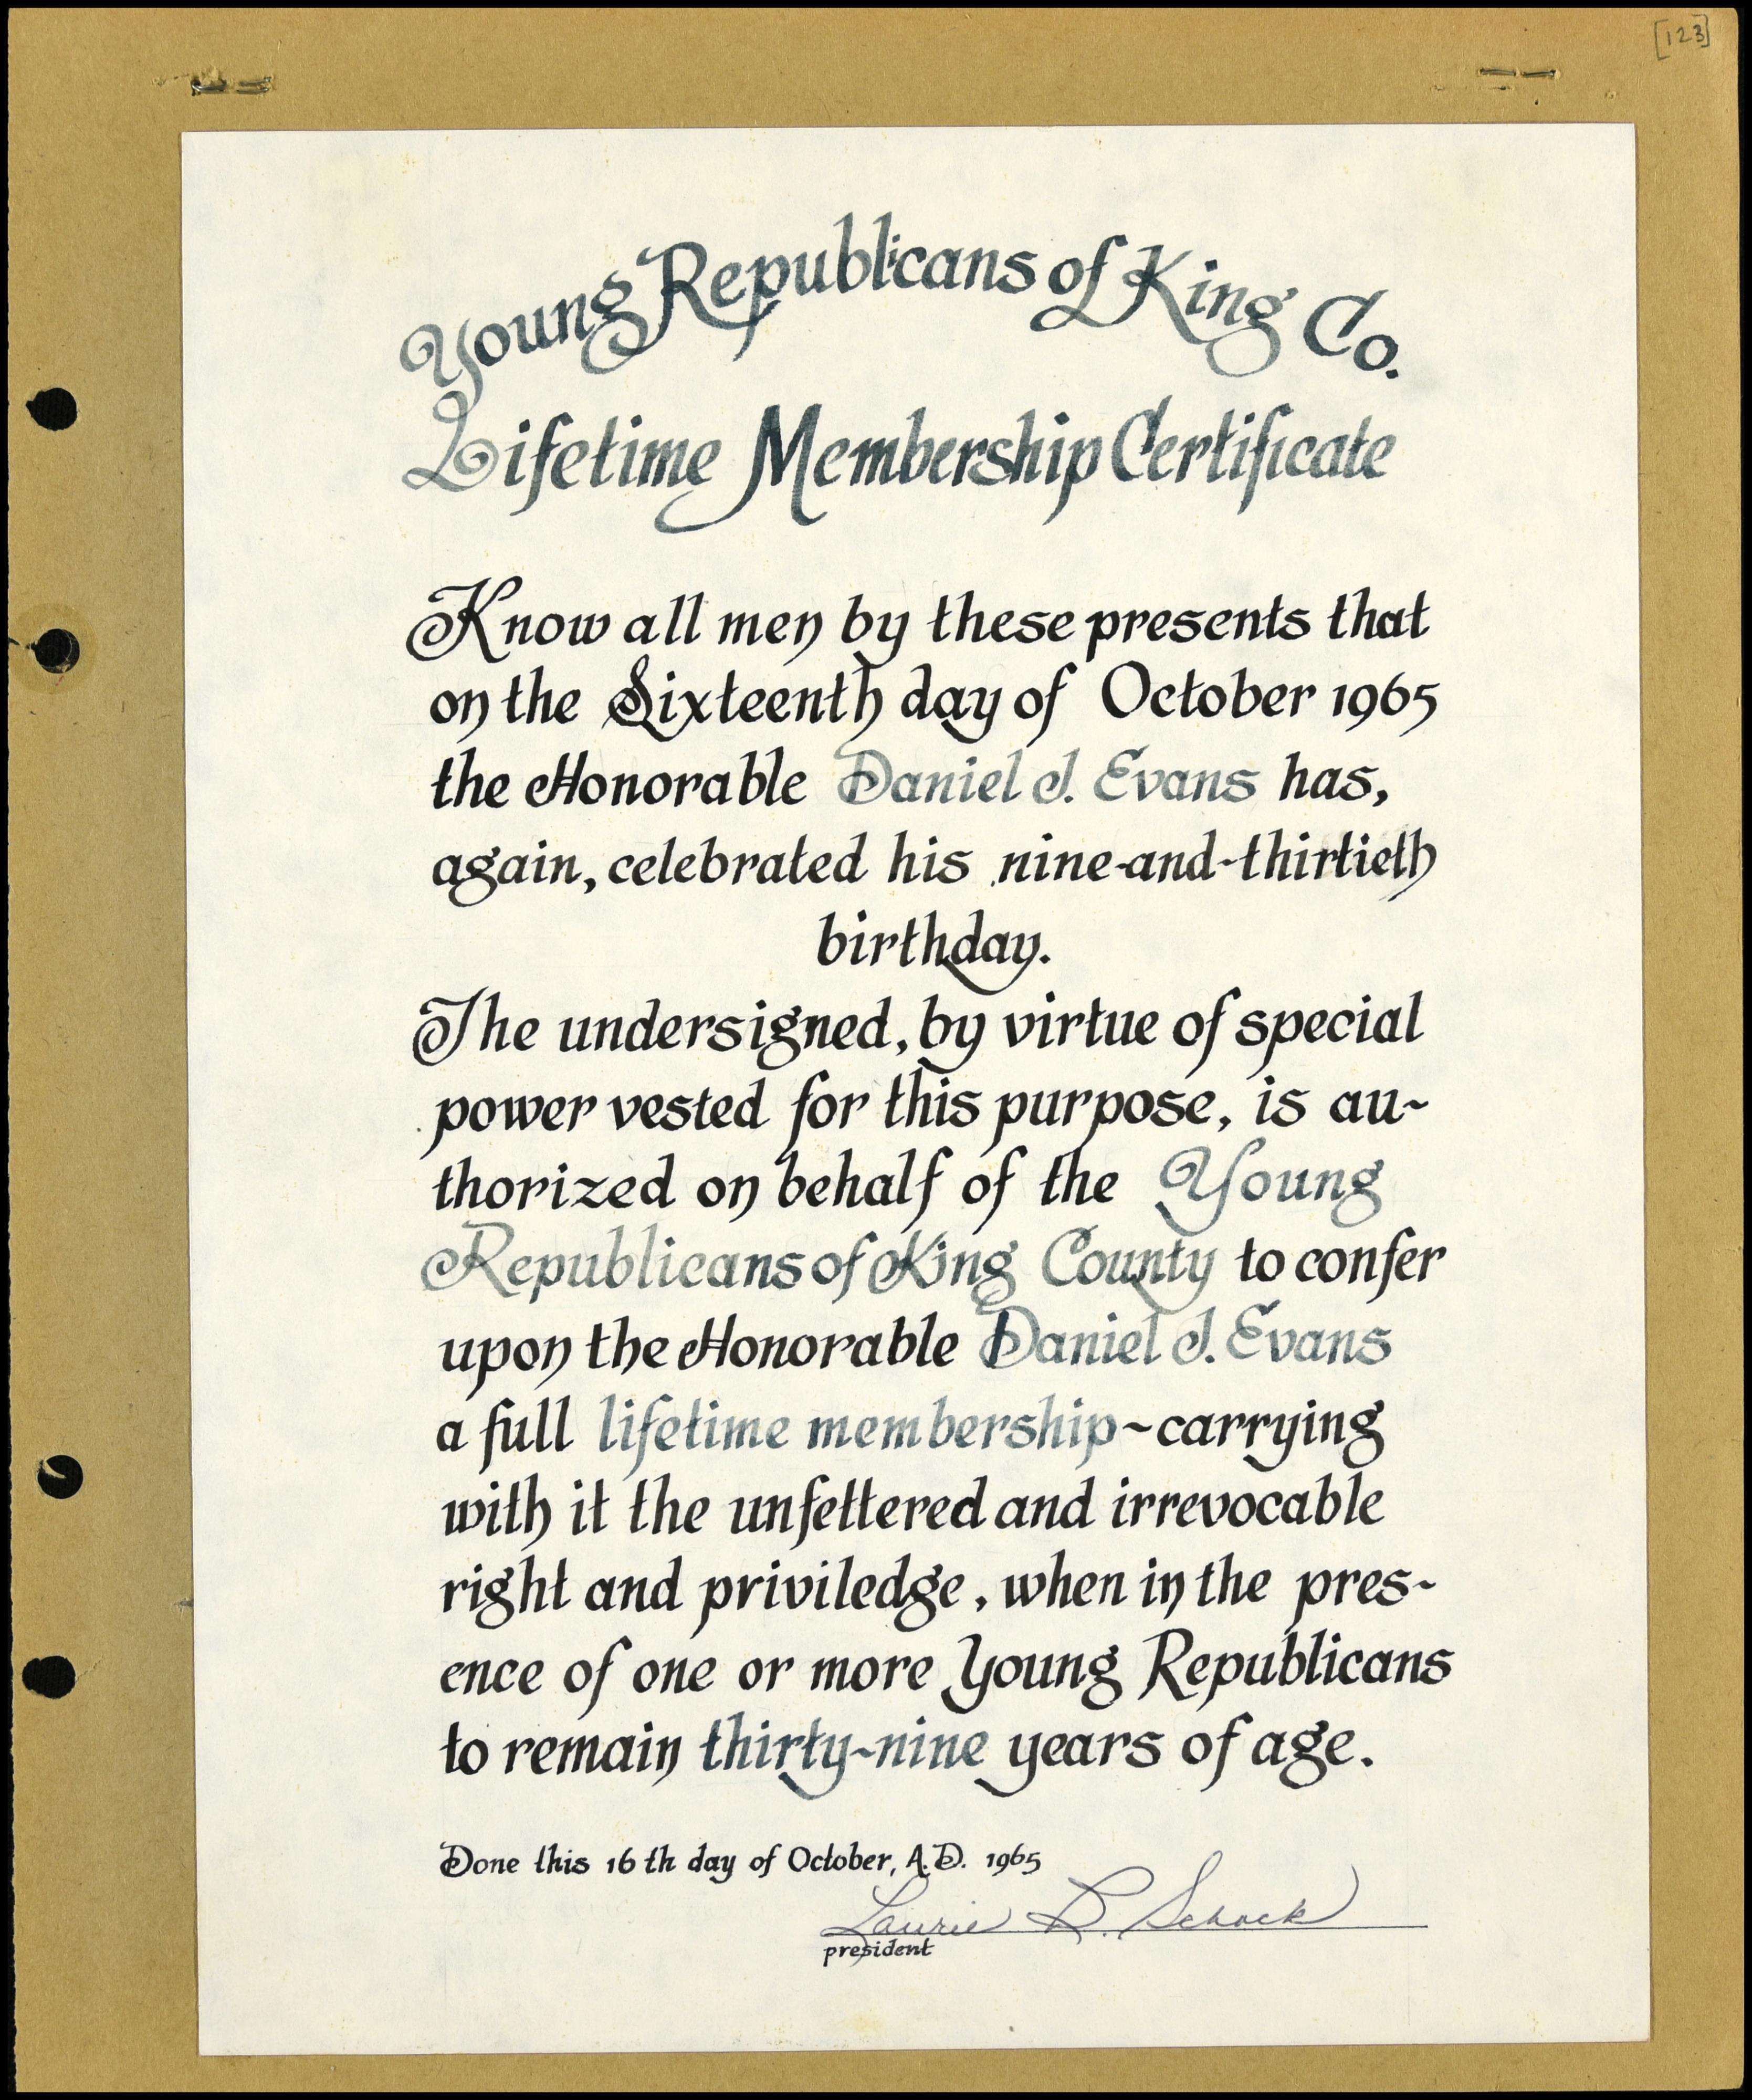 [123]
Young Republicans of King Co.
Lifetime Membership Certificate
Know all men by these presents that
on the Sixteenth day of October 1965
the Honorable Daniel J. Evans has,
again, celebrated his nine-and-thirtieth
birthday.
The undersigned, by virtue of special
power vested for this purpose, is au-
thorized on behalf of the Young
Republicans of King County to confer
upon the Honorable Daniel J. Evans
a full lifetime membership~carrying
with it the unfettered and irrevocable
right and priviledge, when in the pres-
ence of one or more Young Republicans
to remain thirty-nine years of age.
Done this 16th day of October, A.D. 1965
Laurie R. Schack
president